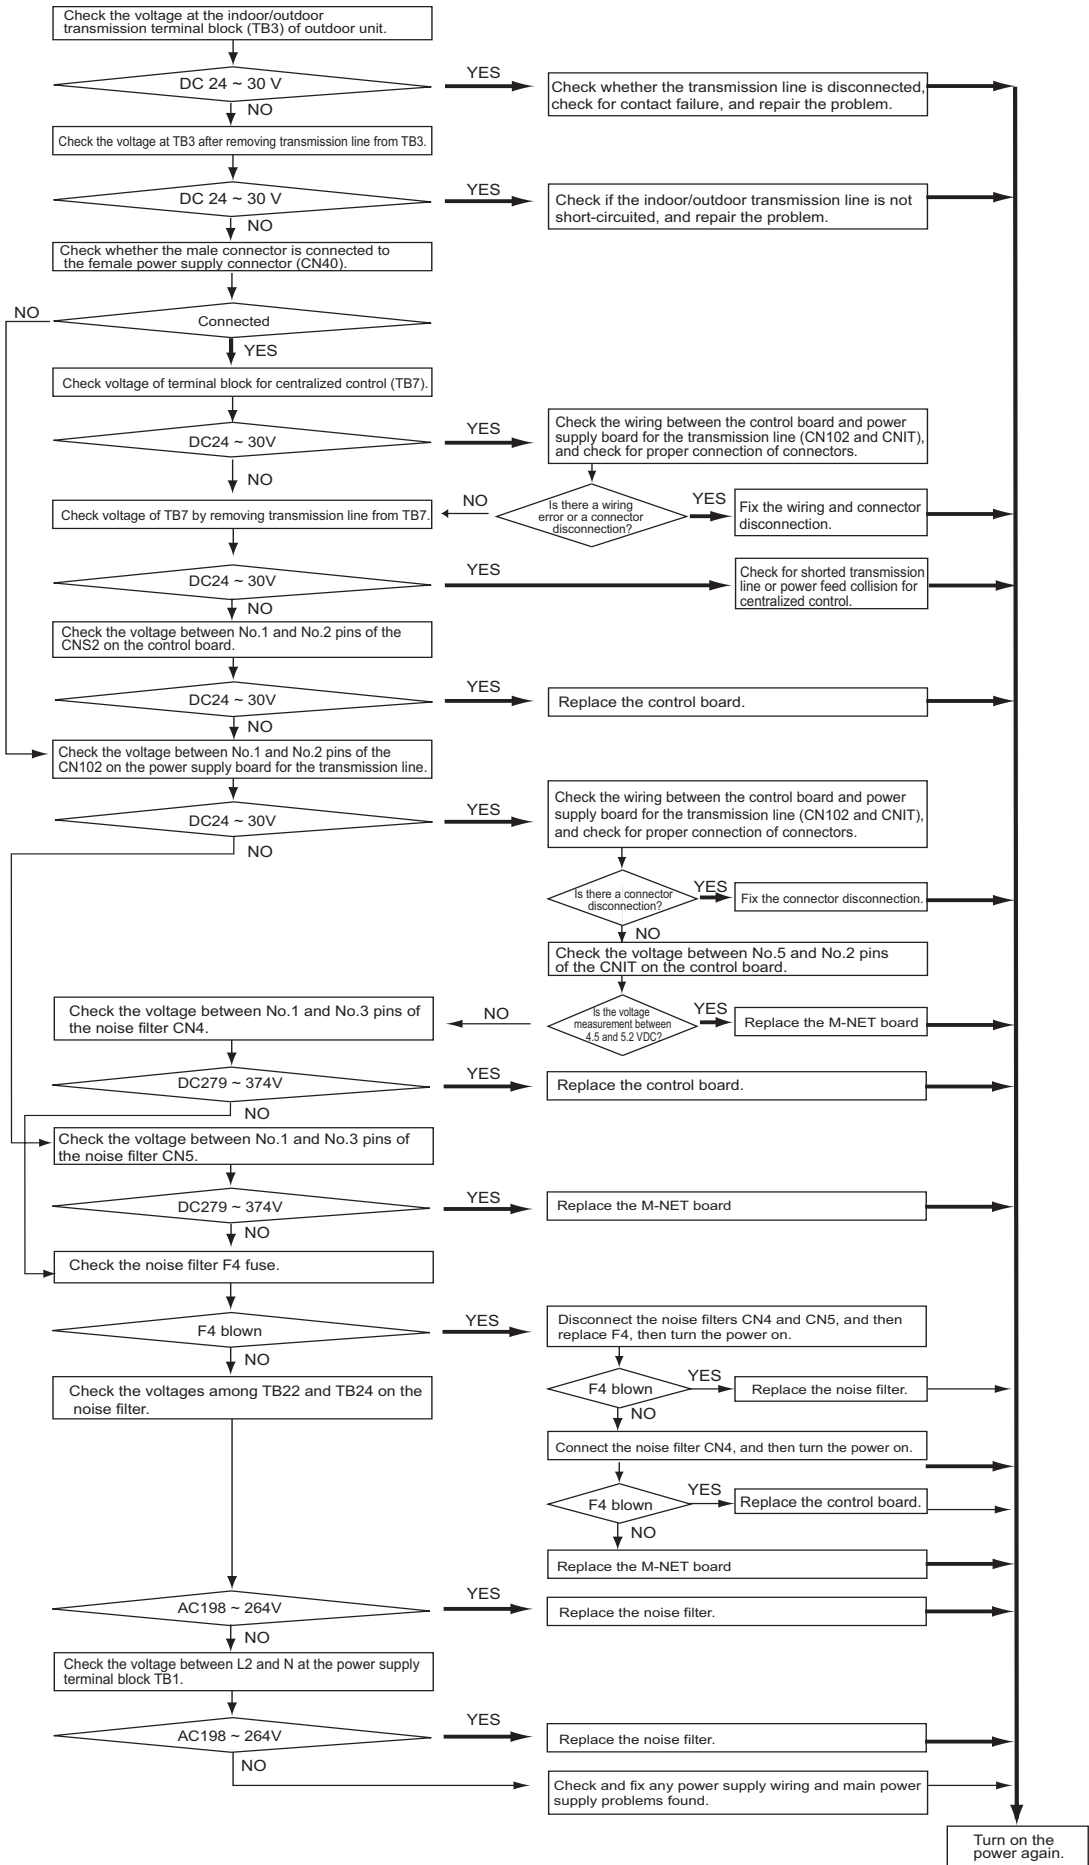 Check the voltage at the indoor/outdoor
transmission terminal block (TB3) of outdoor unit.
DC 24 ~ 30 V
YES
Check whether the transmission line is disconnected,
check for contact failure, and repair the problem.
NO
Check the voltage at TB3 after removing transmission line from TB3.
DC 24 ~ 30 V
YES
Check if the indoor/outdoor transmission line is not
short-circuited, and repair the problem.
NO
Check whether the male connector is connected to
the female power supply connector (CN40).
NO
Connected
YES
Check voltage of terminal block for centralized control (TB7).
DC24 ~ 30V
YES
Check the wiring between the control board and power
supply board for the transmission line (CN102 and CNIT),
and check for proper connection of connectors.
NO
Check voltage of TB7 by removing transmission line from TB7.
NO
Is there a wiring
error or a connector
disconnection?
YES
Fix the wiring and connector
disconnection.
DC24 ~ 30V
YES
Check for shorted transmission
line or power feed collision for
centralized control.
NO
Check the voltage between No.1 and No.2 pins of the
CNS2 on the control board.
DC24 ~ 30V
YES
Replace the control board.
NO
Check the voltage between No.1 and No.2 pins of the
CN102 on the power supply board for the transmission line.
DC24 ~ 30V
YES
Check the wiring between the control board and power
supply board for the transmission line (CN102 and CNIT),
and check for proper connection of connectors.
NO
Is there a connector
disconnection?
YES
Fix the connector disconnection.
NO
Check the voltage between No.5 and No.2 pins
of the CNIT on the control board.
Check the voltage between No.1 and No.3 pins of
the noise filter CN4.
NO
Is the voltage
measurement between
4.5 and 5.2 VDC?
YES
Replace the M-NET board
DC279 ~ 374V
YES
Replace the control board.
NO
Check the voltage between No.1 and No.3 pins of
the noise filter CN5.
DC279 ~ 374V
YES
Replace the M-NET board
NO
Check the noise filter F4 fuse.
F4 blown
YES
Disconnect the noise filters CN4 and CN5, and then
replace F4, then turn the power on.
NO
Check the voltages among TB22 and TB24 on the
noise filter.
F4 blown
YES
Replace the noise filter.
NO
Connect the noise filter CN4, and then turn the power on.
F4 blown
YES
Replace the control board.
NO
Replace the M-NET board
AC198 ~ 264V
YES
Replace the noise filter.
NO
Check the voltage between L2 and N at the power supply
terminal block TB1.
AC198 ~ 264V
YES
Replace the noise filter.
NO
Check and fix any power supply wiring and main power
supply problems found.
Turn on the
power again.